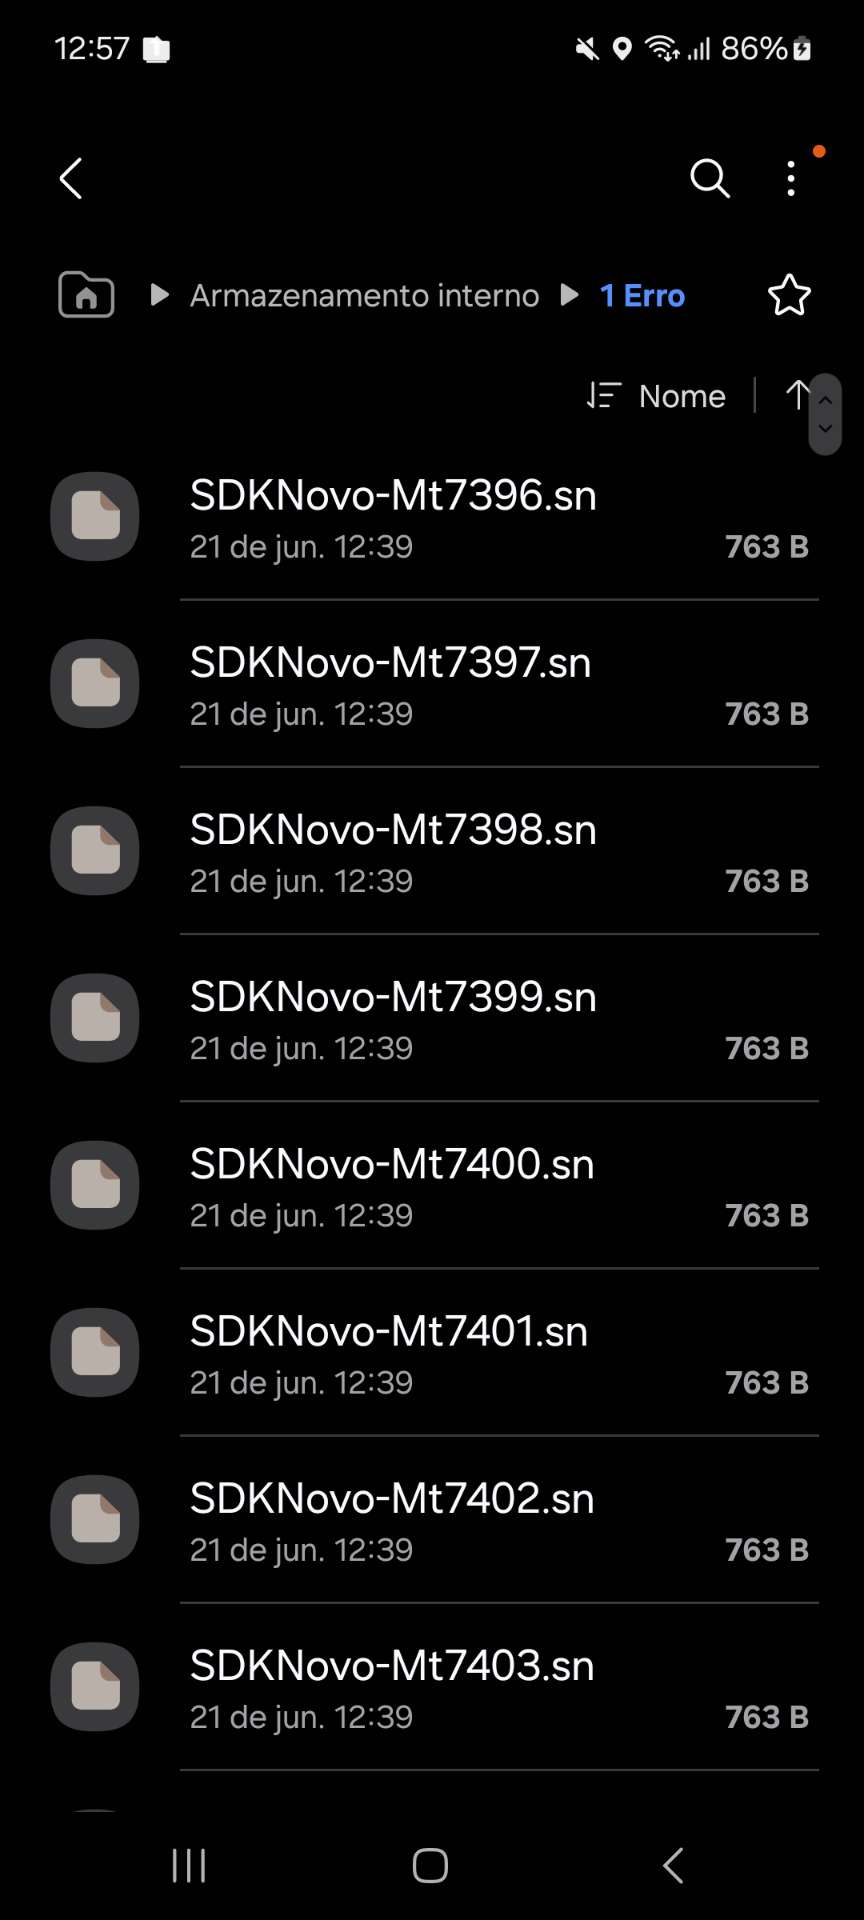 12:57 86%
Armazenamento interno 1 Erro
Nome
SDKNovo-Mt7396.sn
21 de jun. 12:39 763 B
SDKNovo-Mt7397.sn
21 de jun. 12:39 763 B
SDKNovo-Mt7398.sn
21 de jun. 12:39 763 B
SDKNovo-Mt7399.sn
21 de jun. 12:39 763 B
SDKNovo-Mt7400.sn
21 de jun. 12:39 763 B
SDKNovo-Mt7401.sn
21 de jun. 12:39 763 B
SDKNovo-Mt7402.sn
21 de jun. 12:39 763 B
SDKNovo-Mt7403.sn
21 de jun. 12:39 763 B